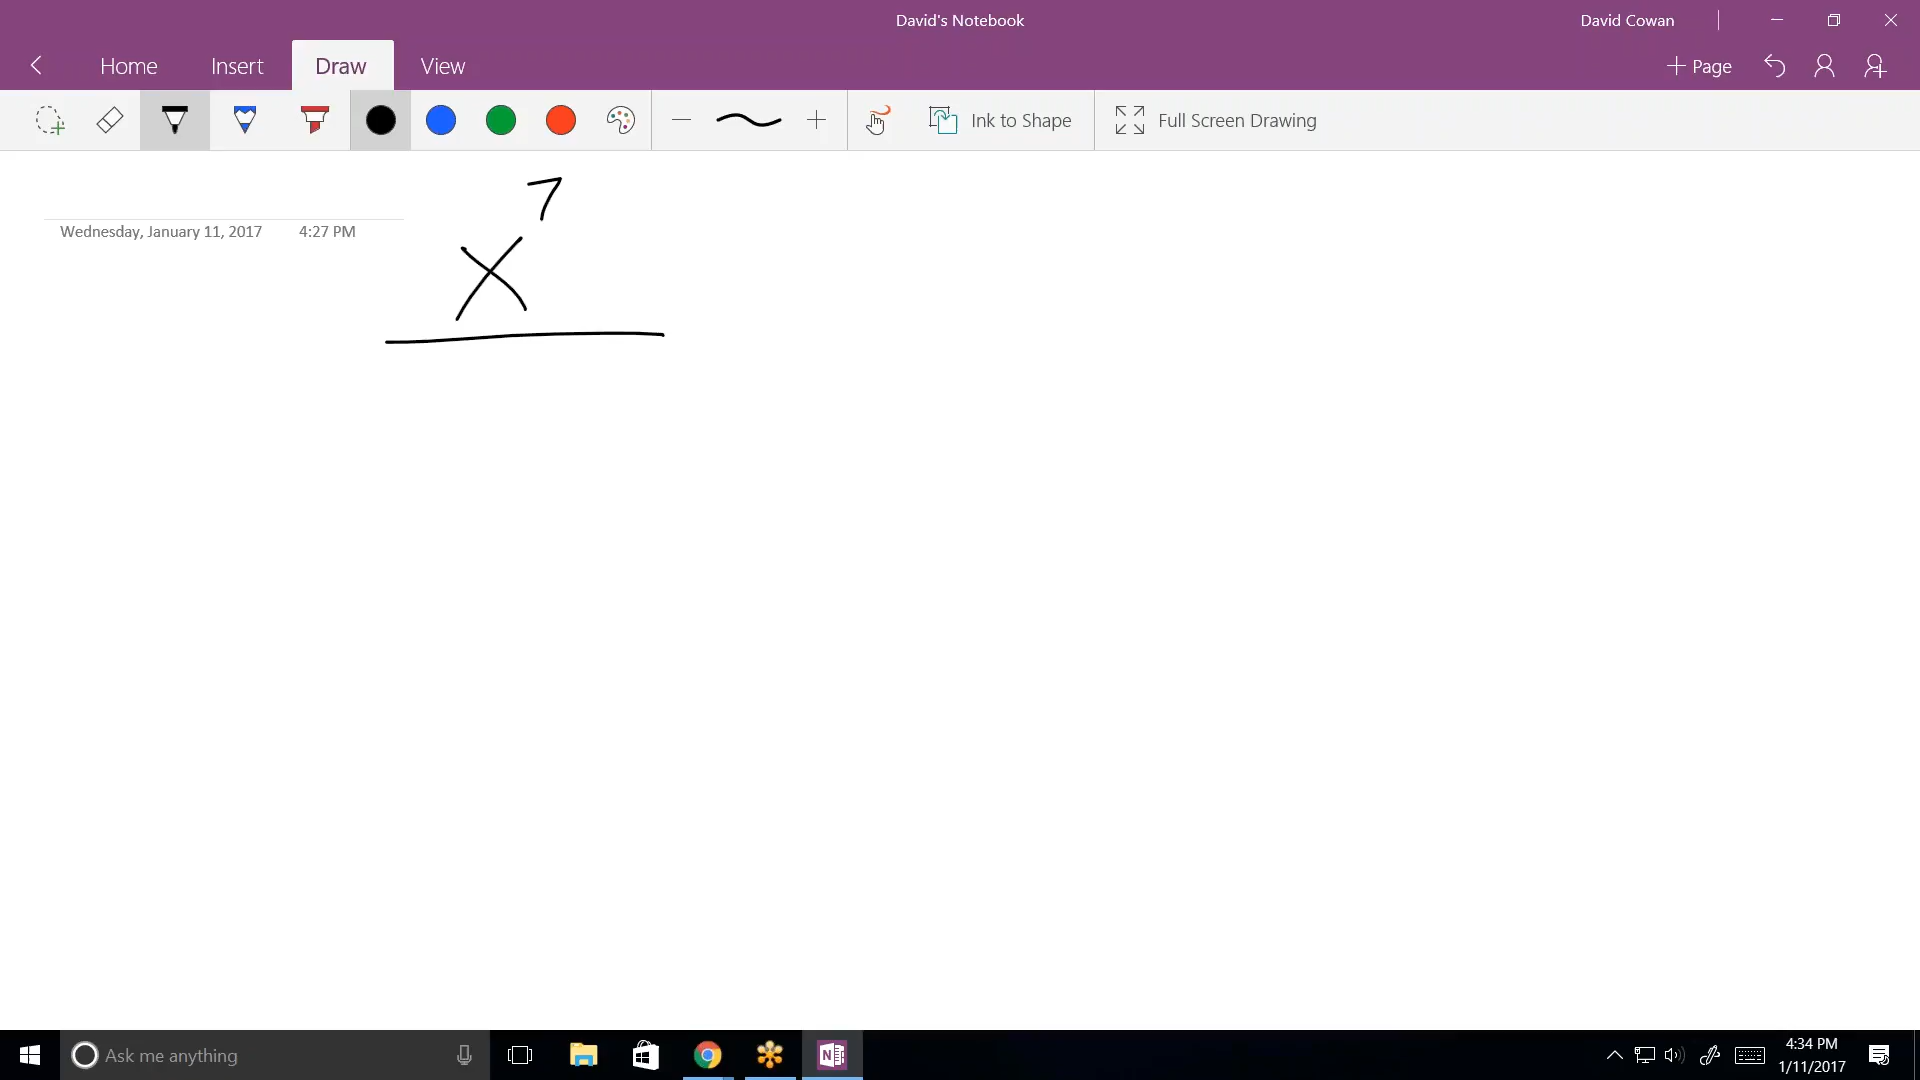 David's Notebook
David Cowan
Home Insert Draw View
Page
Ink to Shape
Full Screen Drawing
x⁷
Wednesday, January 11, 2017 4:27 PM
Ask me anything
N
4:34 PM
1/11/2017